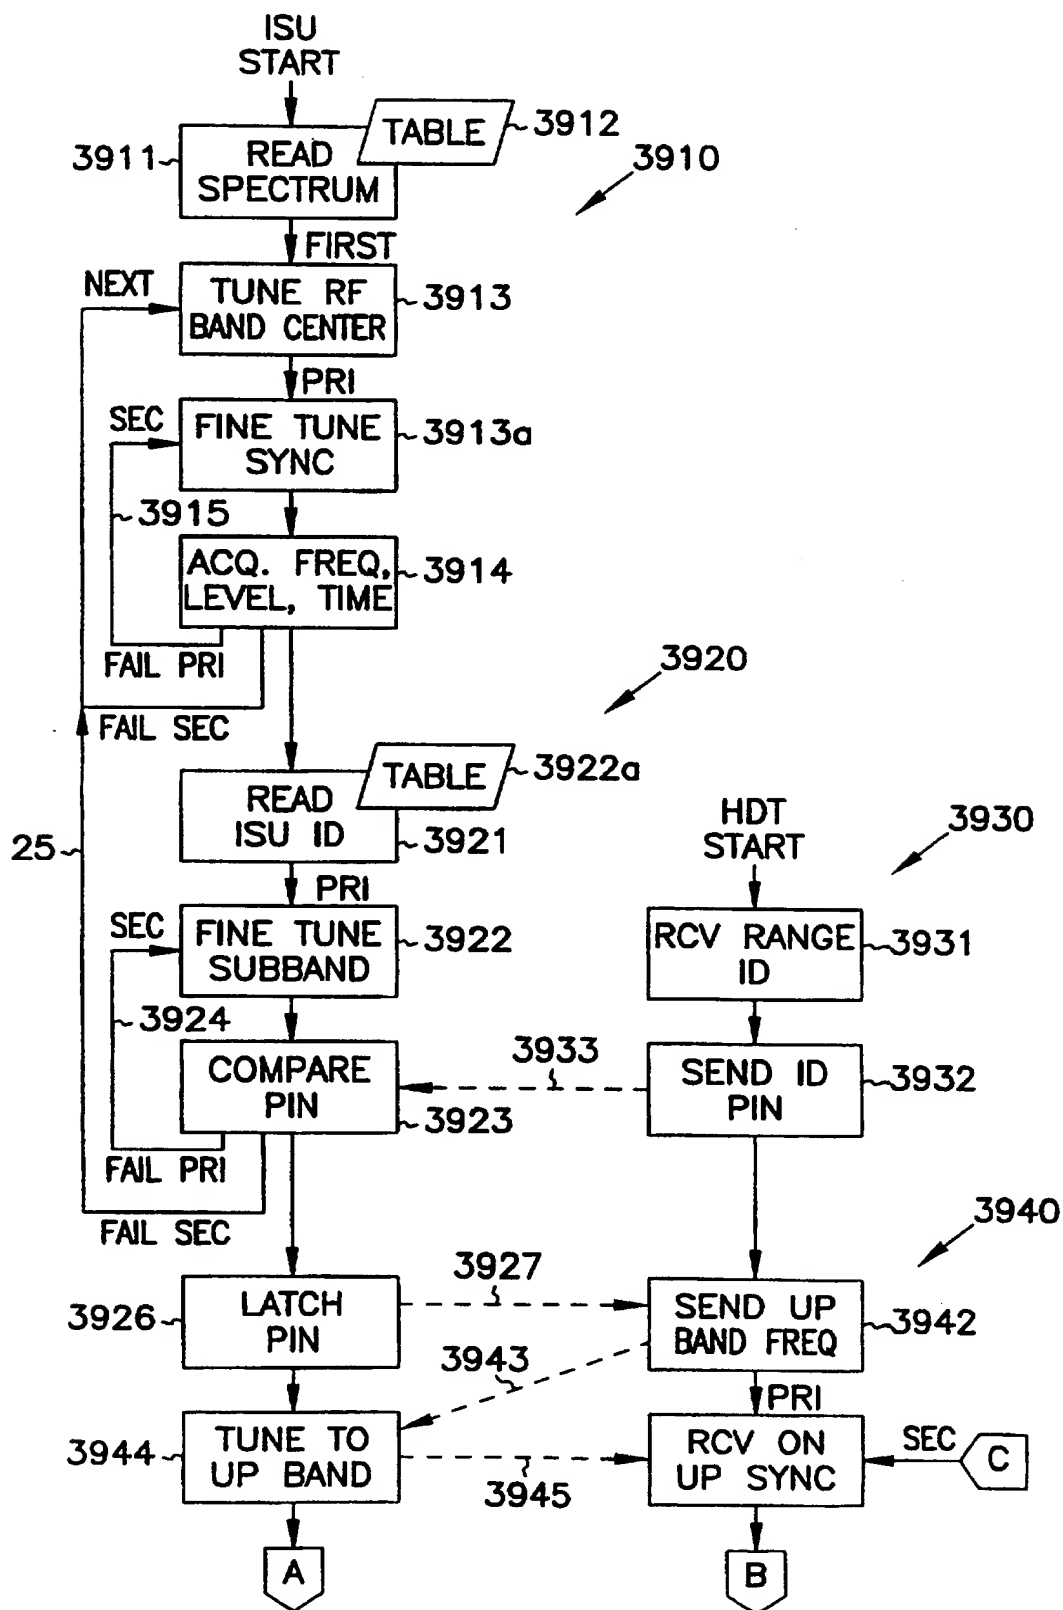 ISU
START
TABLE
3912
3911
READ
SPECTRUM
3910
FIRST
NEXT
TUNE RF
BAND CENTER
3913
PRI
SEC
FINE TUNE
SYNC
3913a
3915
ACQ. FREQ,
LEVEL, TIME
3914
FAIL PRI
FAIL SEC
3920
TABLE
3922a
READ
ISU ID
3921
25
PRI
SEC
FINE TUNE
SUBBAND
3922
3924
COMPARE
PIN
3923
FAIL PRI
FAIL SEC
HDT
START
3930
RCV RANGE
ID
3931
3933
SEND ID
PIN
3932
3940
3926
LATCH
PIN
3927
SEND UP
BAND FREQ
3942
3943
PRI
3944
TUNE TO
UP BAND
3945
RCV ON
UP SYNC
SEC
C
A
B